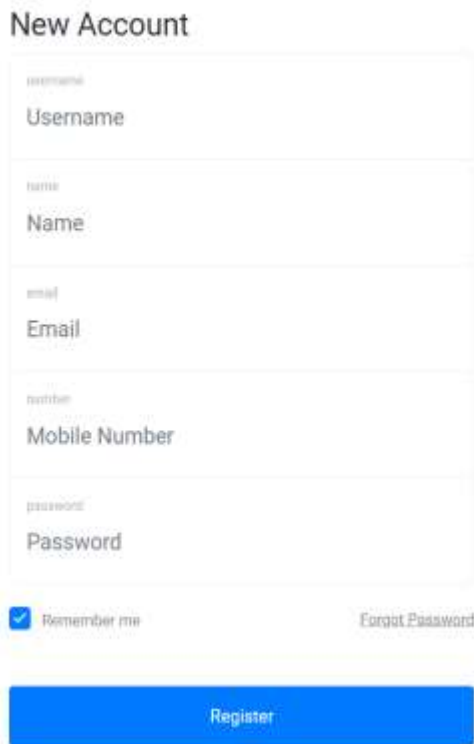 New Account
username
Username
name
Name
email
Email
number
Mobile Number
password
Password
Remember me Forgot Password
Register